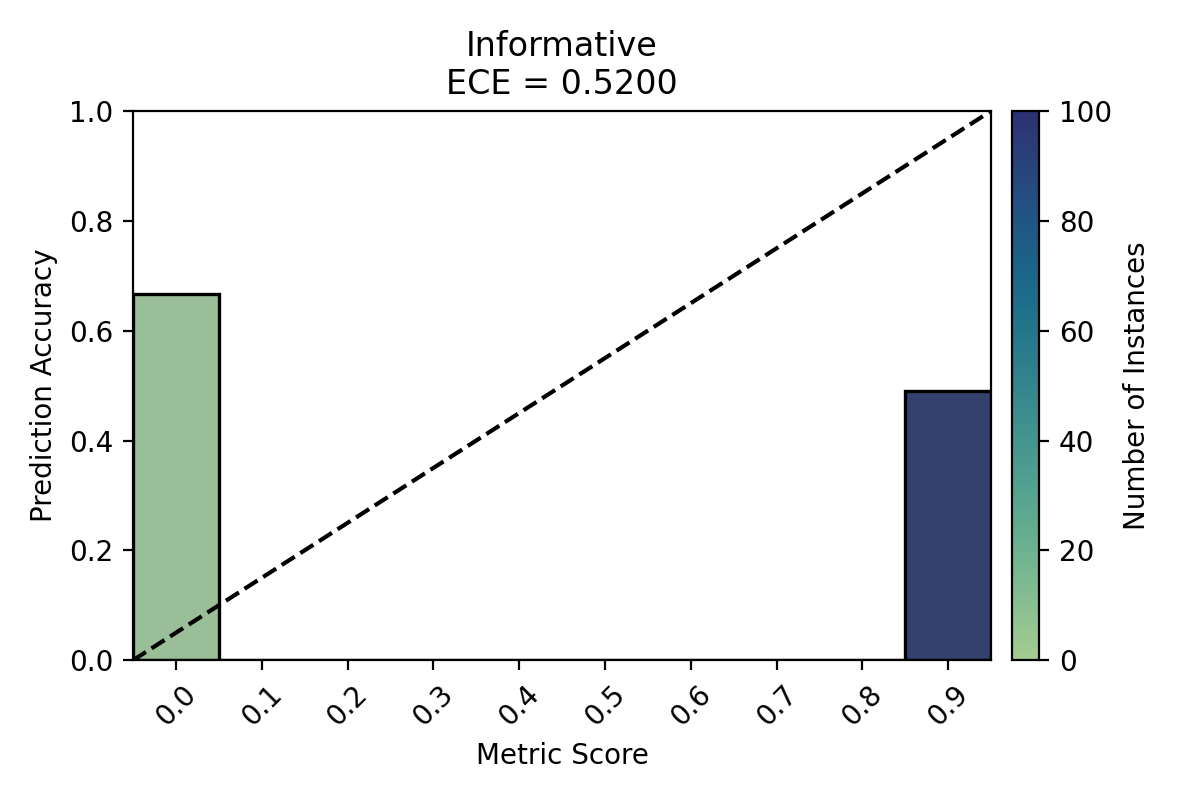 Informative
ECE = 0.5200
Prediction Accuracy
1.0
0.8
0.6
0.4
0.2
0.0
0.0 0.1 0.2 0.3 0.4 0.5 0.6 0.7 0.8 0.9
Metric Score
100
80
60
40
20
0
Number of Instances